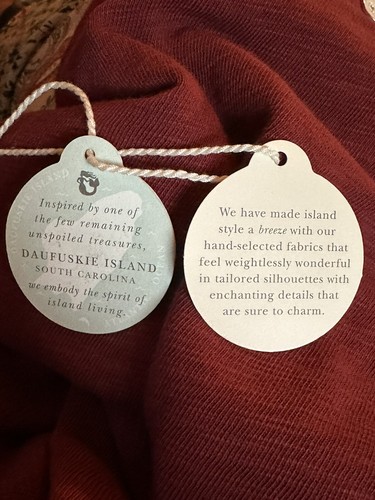 Inspired by one of
the few remaining
unspoiled treasures,
DAUFUSKIE ISLAND
SOUTH CAROLINA
we embody the spirit of
island living.
We have made island
style a breeze with our
hand-selected fabrics that
feel weightlessly wonderful
in tailored silhouettes with
enchanting details that
are sure to charm.